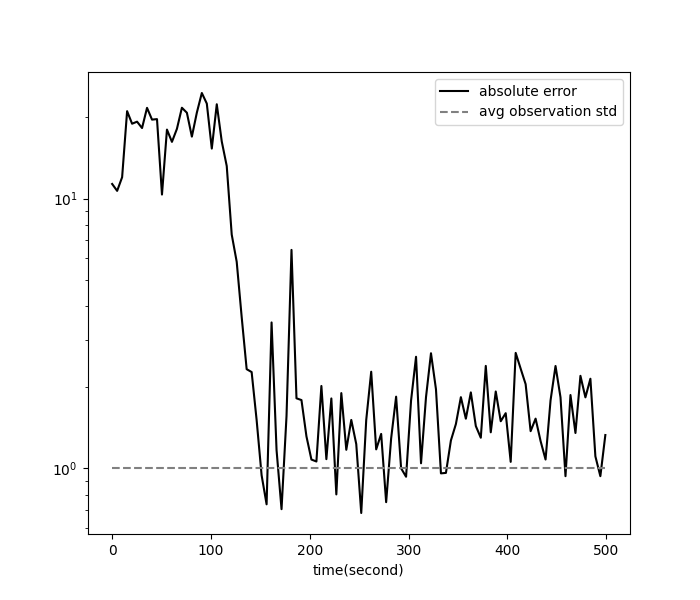 absolute error
avg observation std
10¹
10⁰
0 100 200 300 400 500
time(second)